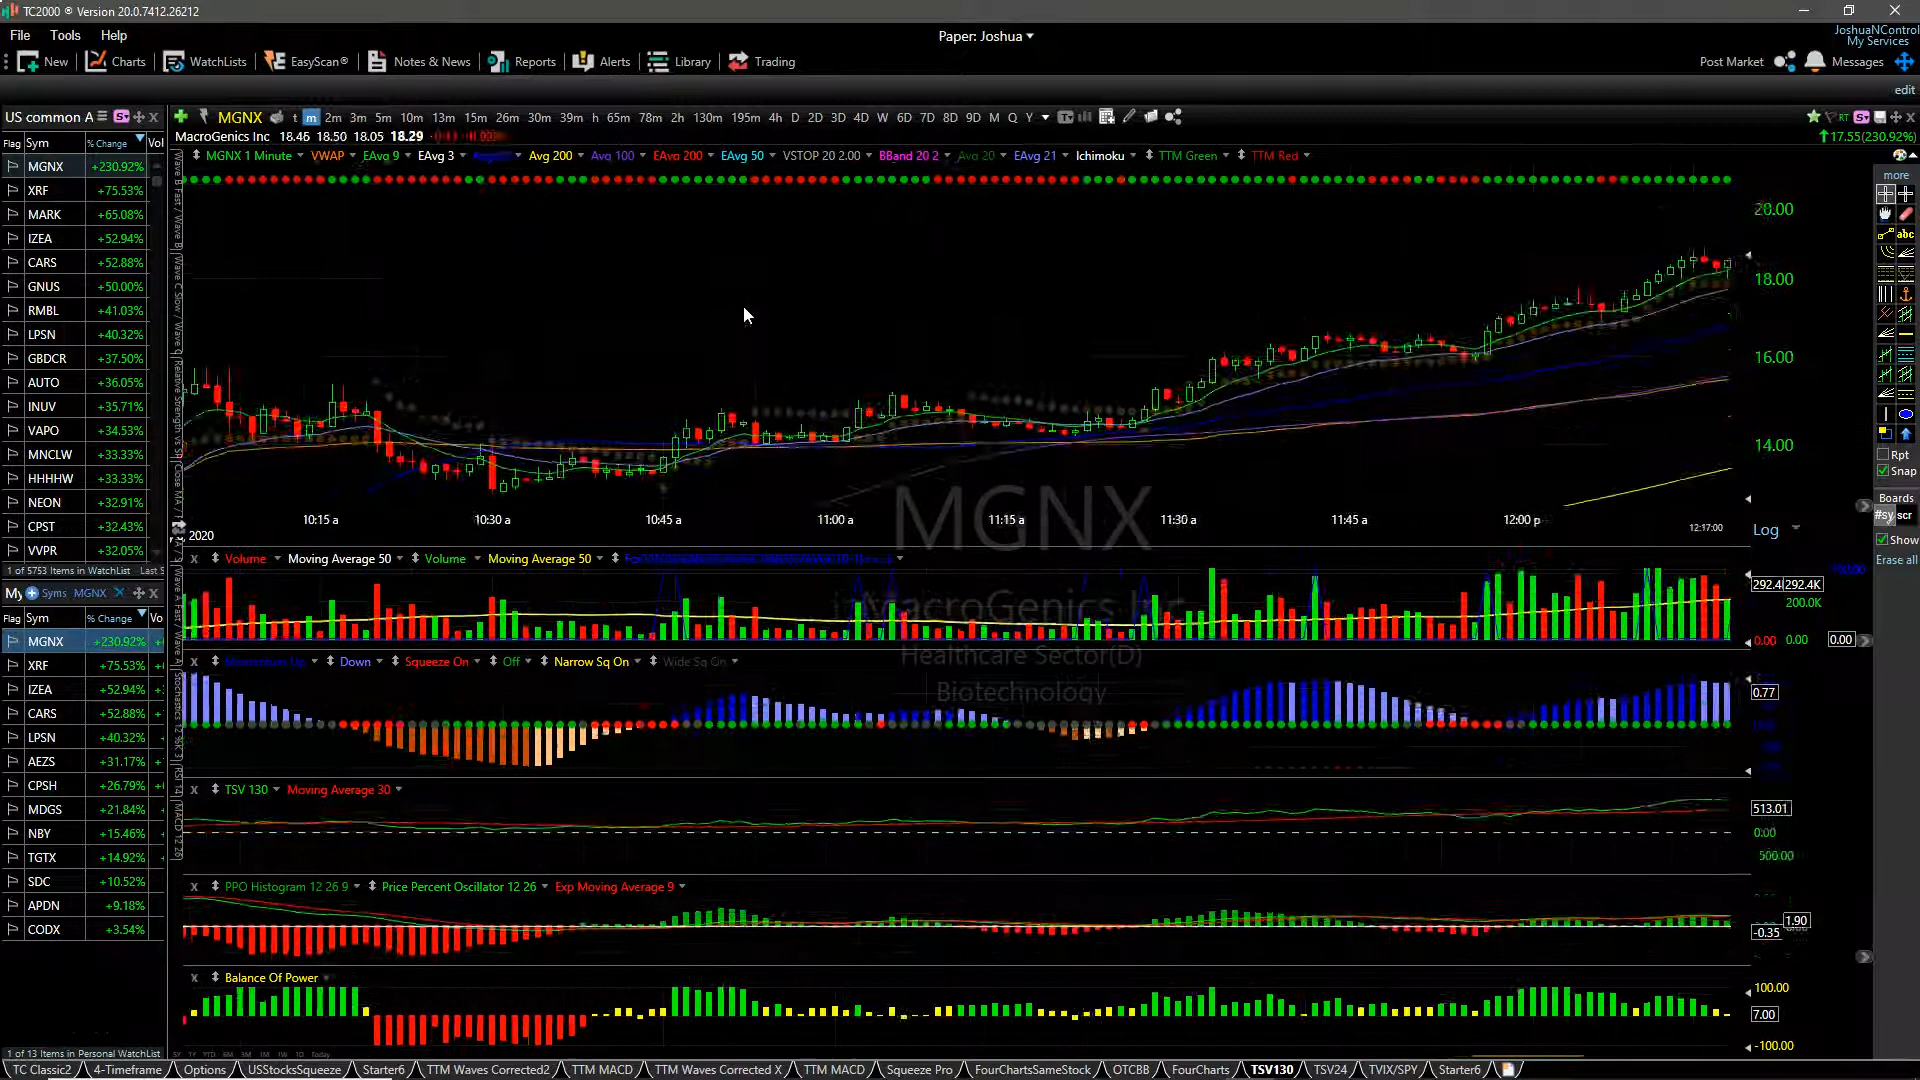 TC2000 ® Version 20.0.7412.26212
File Tools Help
Paper: Joshua
JoshuaNControl
My Services
New Charts WatchLists EasyScan® Notes & News Reports Alerts Library Trading
Post Market Messages
edit
US common A
MGNX t m 2m 3m 5m 10m 13m 15m 26m 30m 39m h 65m 78m 2h 130m 195m 4h D 2D 3D 4D W 6D 7D 8D 9D M Q Y
MacroGenics Inc 18.46 18.50 18.05 18.29
17.55(230.92%)
MGNX 1 Minute VWAP EAvg 9 EAvg 3 Avg 200 Avg 100 EAvg 200 EAvg 50 VSTOP 20 2.00 BBand 20 2 Avg 20 EAvg 21 Ichimoku TTM Green TTM Red
Flag Sym % Change Vol
MGNX +230.92%
XRF +75.53%
MARK +65.08%
IZEA +52.94%
CARS +52.88%
GNUS +50.00%
RMBL +41.03%
LPSN +40.32%
GBDCR +37.50%
AUTO +36.05%
INUV +35.71%
VAPO +34.53%
MNCLW +33.33%
HHHHW +33.33%
NEON +32.91%
CPST +32.43%
VVPR +32.05%
1 of 5753 Items in WatchList Last S
My Syms MGNX
Flag Sym % Change Vo
MGNX +230.92%
XRF +75.53%
IZEA +52.94%
CARS +52.88%
LPSN +40.32%
AEZS +31.17%
CPSH +26.79%
MDGS +21.84%
NBY +15.46%
TGTX +14.92%
SDC +10.52%
APDN +9.18%
CODX +3.54%
1 of 13 Items in Personal WatchList
20.00
18.00
16.00
14.00
MGNX
10:15 a 10:30 a 10:45 a 11:00 a 11:15 a 11:30 a 11:45 a 12:00 p
2020
12:17:00
Log
Volume Moving Average 50 Volume Moving Average 50
MacroGenics Inc
Healthcare Sector(D)
Biotechnology
292.4K
200.0K
0.00 0.00 0.00
Momentum Up Down Squeeze On Off Narrow Sq On Wide Sq On
0.77
TSV 130 Moving Average 30
513.01
0.00
500.00
PPO Histogram 12 26 9 Price Percent Oscillator 12 26 Exp Moving Average 9
1.90
-0.35
Balance Of Power
100.00
7.00
-100.00
more
abc
Rpt
Snap
Boards
#sy scr
Show
Erase all
TC Classic2 4-Timeframe Options USStocksSqueeze Starter6 TTM Waves Corrected2 TTM MACD TTM Waves Corrected X TTM MACD Squeeze Pro FourChartsSameStock OTCBB FourCharts TSV130 TSV24 TVIX/SPY Starter6